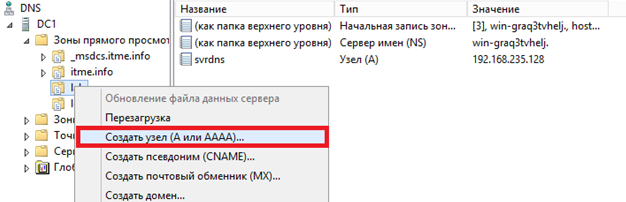 DNS
DC1
Зоны прямого просмот
_msdcs.itme.info
itme.info
Зоны
Точ
Сер
Глоб
Название Тип Значение
(как папка верхнего уровня) Начальная запись зон... [3], win-graq3tvhelj., host...
(как папка верхнего уровня) Сервер имен (NS) win-graq3tvhelj.
svrdns Узел (A) 192.168.235.128
Обновление файла данных сервера
Перезагрузка
Создать узел (A или AAAA)...
Создать псевдоним (CNAME)...
Создать почтовый обменник (MX)...
Создать домен...